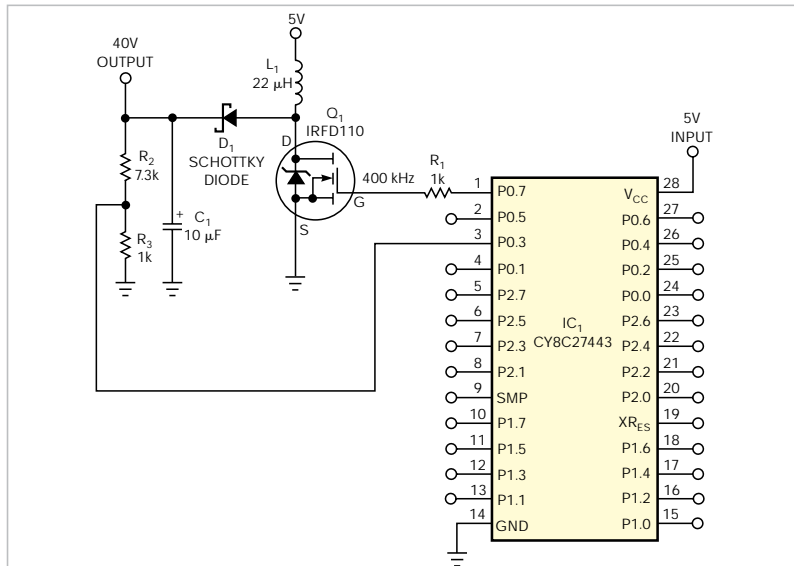 5V
40V
OUTPUT
L1
22 μH
Q1
IRFD110
D1
SCHOTTKY
DIODE
D
G
S
400 kHz
R1
1k
R2
7.3k
R3
1k
+
C1
10 μF
5V
INPUT
IC1
CY8C27443
1 P0.7
2 P0.5
3 P0.3
4 P0.1
5 P2.7
6 P2.5
7 P2.3
8 P2.1
9 SMP
10 P1.7
11 P1.5
12 P1.3
13 P1.1
14 GND
VCC 28
P0.6 27
P0.4 26
P0.2 25
P0.0 24
P2.6 23
P2.4 22
P2.2 21
P2.0 20
XRES 19
P1.6 18
P1.4 17
P1.2 16
P1.0 15